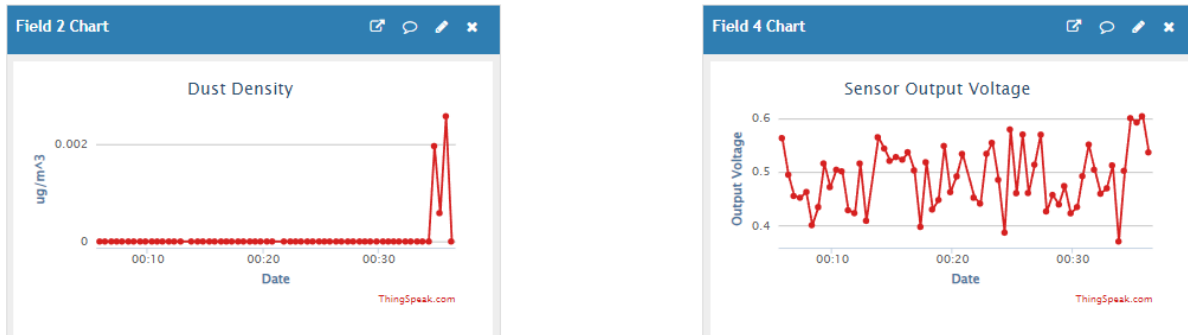 Field 2 Chart
Dust Density
ug/m^3
0.002
0
00:10
00:20
00:30
Date
ThingSpeak.com
Field 4 Chart
Sensor Output Voltage
Output Voltage
0.6
0.5
0.4
00:10
00:20
00:30
Date
ThingSpeak.com